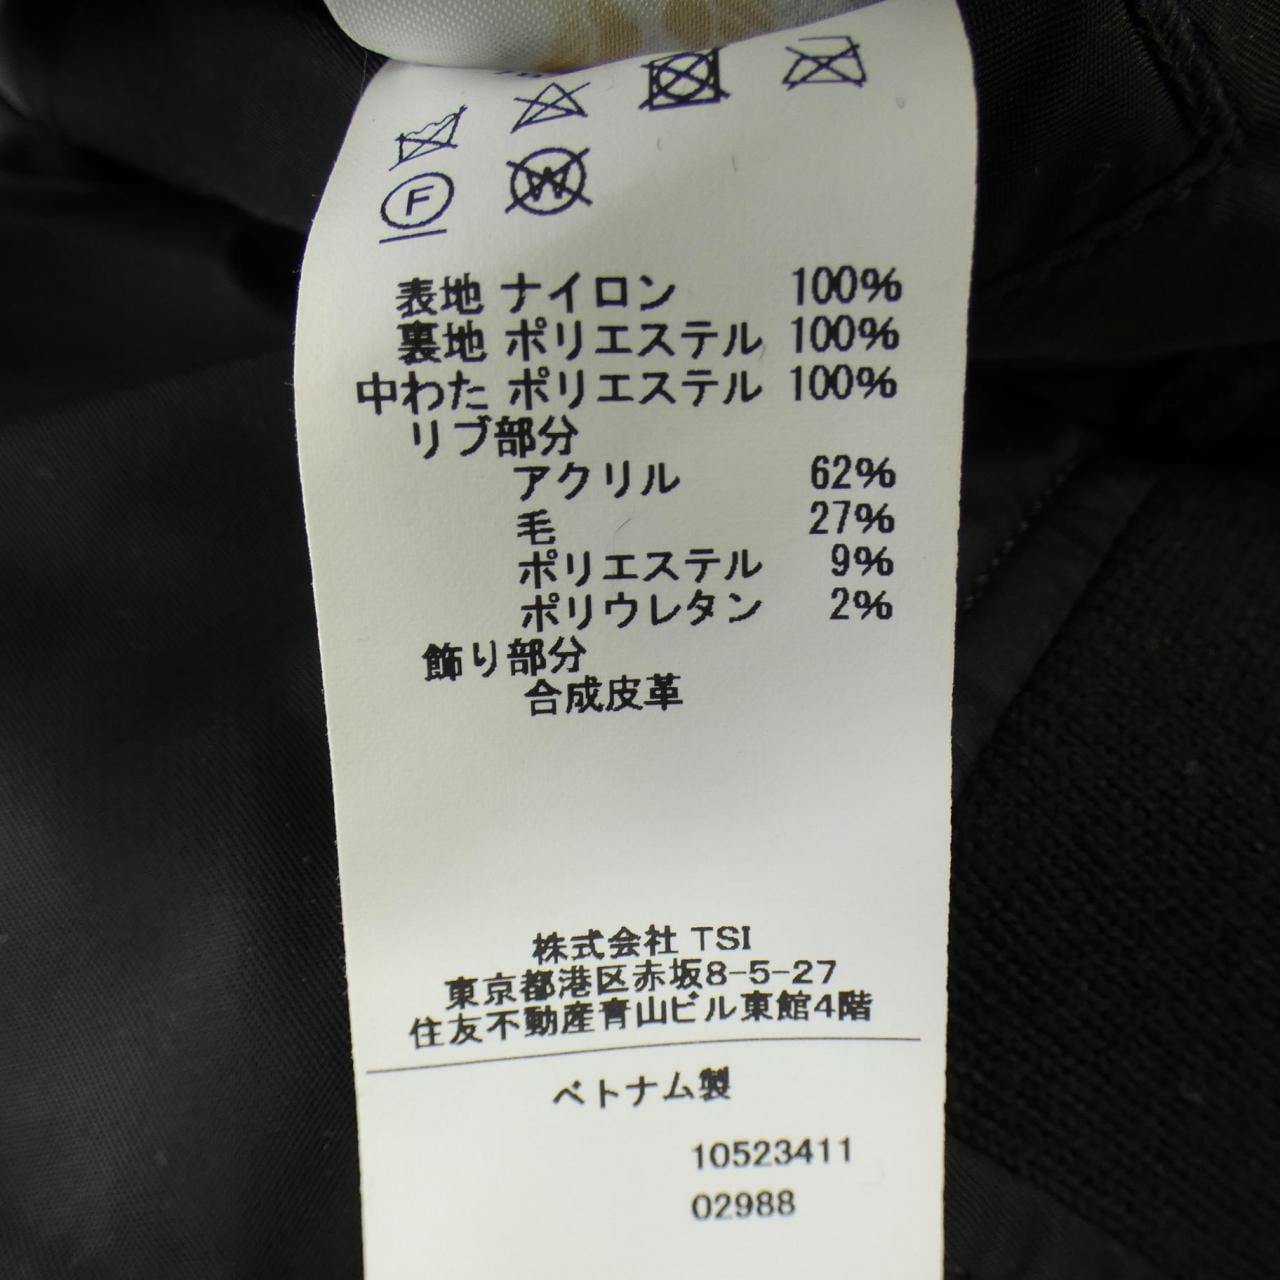 F
W
表地 ナイロン 100%
裏地 ポリエステル 100%
中わた ポリエステル 100%
リブ部分
アクリル 62%
毛 27%
ポリエステル 9%
ポリウレタン 2%
飾り部分
合成皮革
株式会社 TSI
東京都港区赤坂8-5-27
住友不動産青山ビル東館4階
ベトナム製
10523411
02988